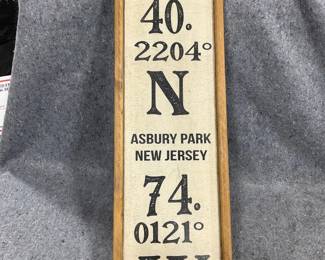 40.
2204°
N
ASBURY PARK
NEW JERSEY
74.
0121°
W